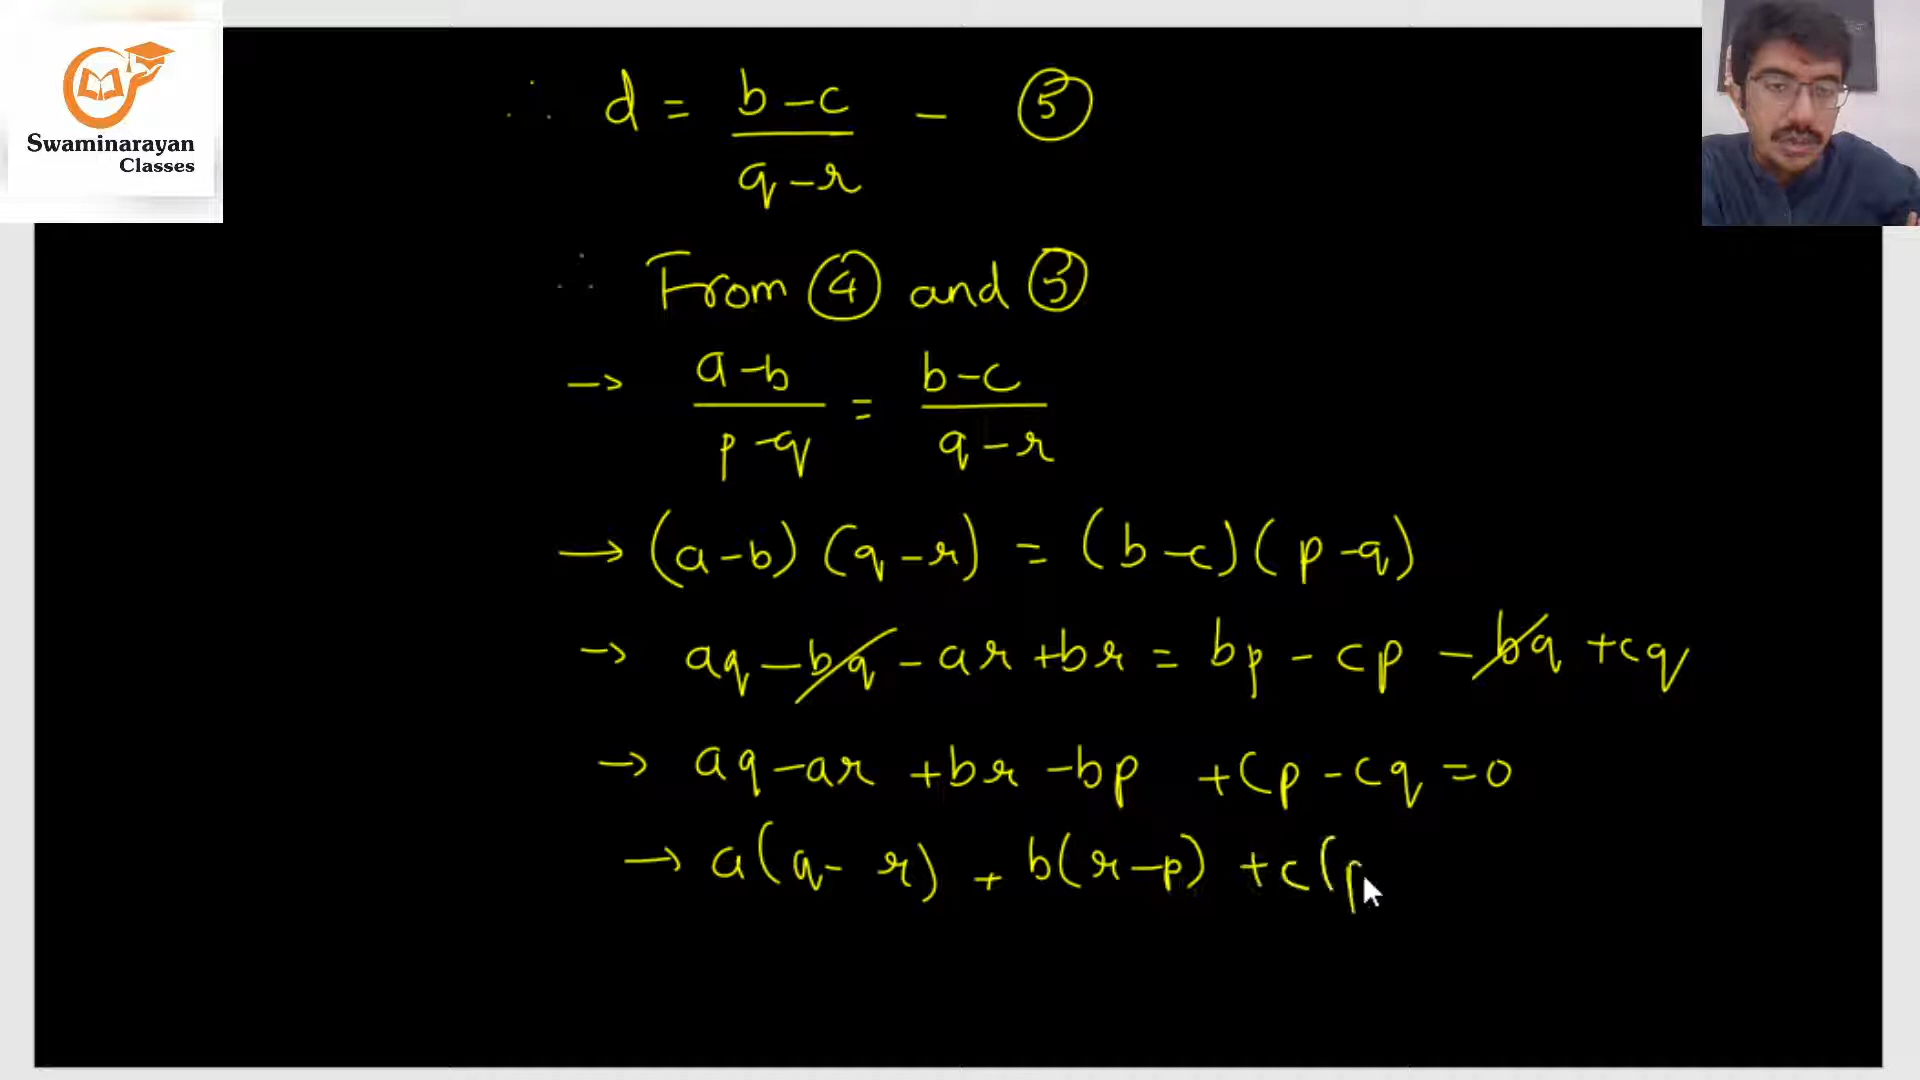 Swaminarayan
Classes
∴ d = (b-c)/(q-r) - ⑤
∴ From ④ and ⑤
→ (a-b)/(p-q) = (b-c)/(q-r)
→ (a-b)(q-r) = (b-c)(p-q)
→ aq - bq - ar + br = bp - cp - bq + cq
→ aq - ar + br - bp + cp - cq = 0
→ a(q-r) + b(r-p) + c(p